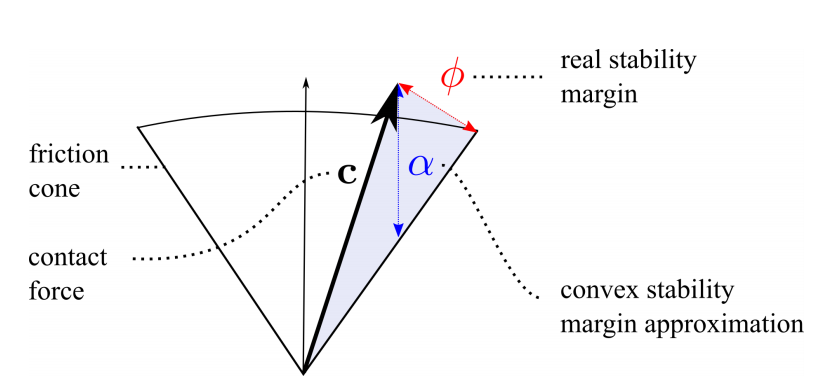 real stability
margin
ϕ
friction
cone
c
α
contact
force
convex stability
margin approximation